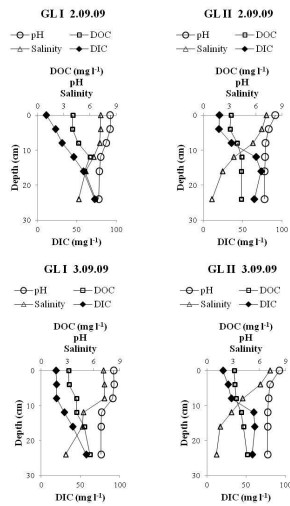 GL I 2.09.09
pH DOC
Salinity DIC
DOC (mg l-1)
pH
Salinity
0 3 6 9
0
10
20
30
Depth (cm)
0 50 100
DIC (mg l-1)
GL II 2.09.09
pH DOC
Salinity DIC
DOC (mg l-1)
pH
Salinity
0 3 6 9
0
10
20
30
Depth (cm)
0 50 100
DIC (mg l-1)
GL I 3.09.09
pH DOC
Salinity DIC
DOC (mg l-1)
pH
Salinity
0 3 6 9
0
10
20
30
Depth (cm)
0 50 100
DIC (mg l-1)
GL II 3.09.09
pH DOC
Salinity DIC
DOC (mg l-1)
pH
Salinity
0 3 6 9
0
10
20
30
Depth (cm)
0 50 100
DIC (mg l-1)